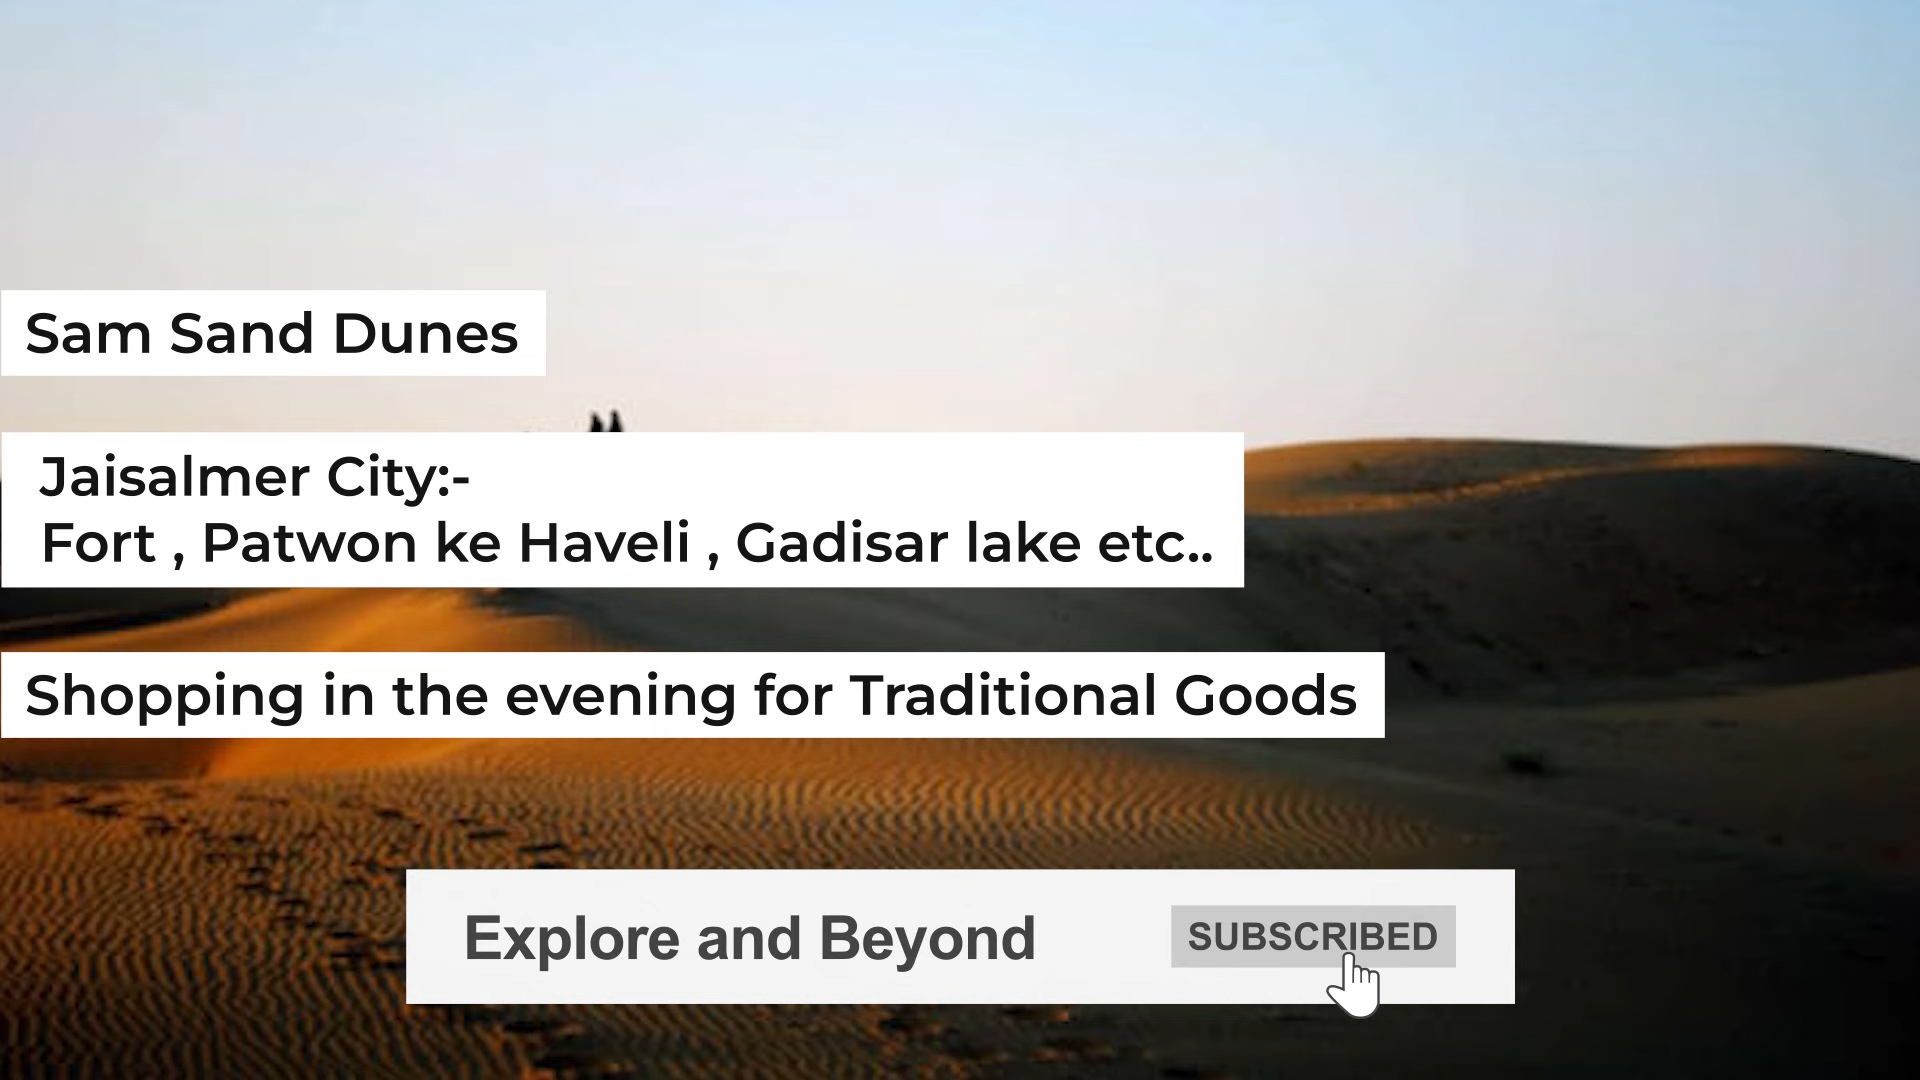 Sam Sand Dunes
Jaisalmer City:-
Fort , Patwon ke Haveli , Gadisar lake etc..
Shopping in the evening for Traditional Goods
Explore and Beyond
SUBSCRIBED